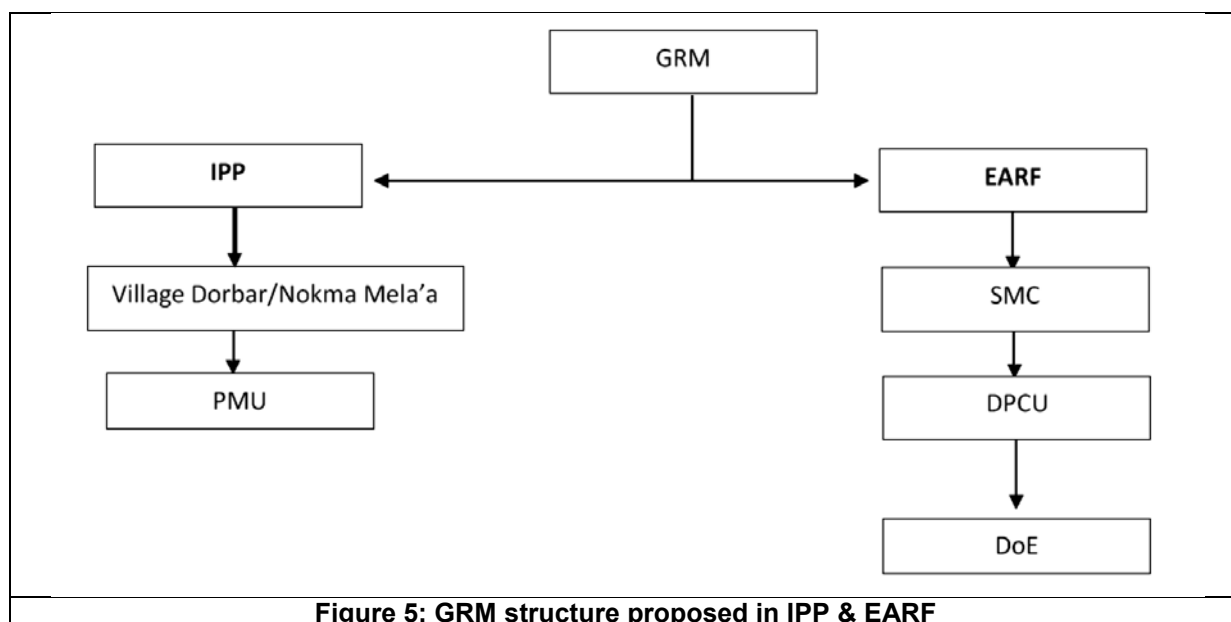 GRM
IPP
EARF
Village Dorbar/Nokma Mela’a
SMC
PMU
DPCU
DoE
Figure 5: GRM structure proposed in IPP & EARF